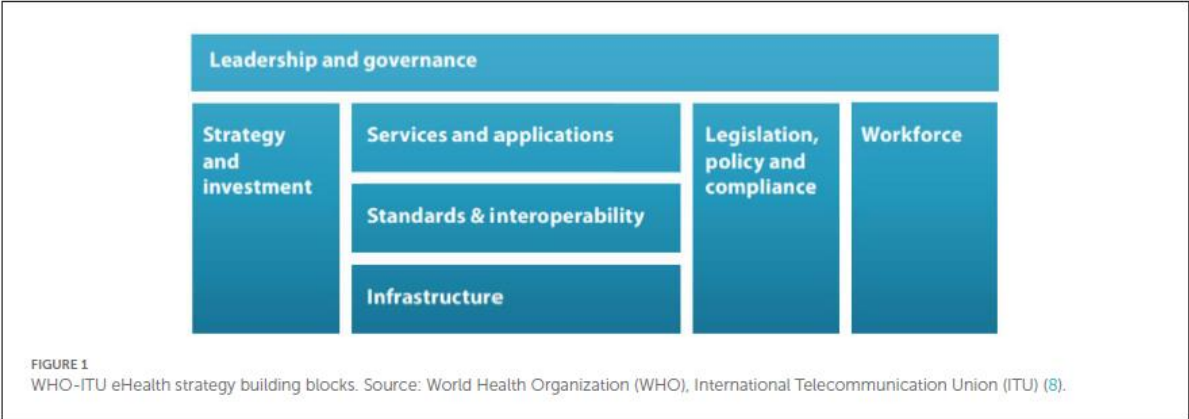 Leadership and governance
Strategy
and
investment
Services and applications
Standards & interoperability
Infrastructure
Legislation,
policy and
compliance
Workforce
FIGURE 1
WHO-ITU eHealth strategy building blocks. Source: World Health Organization (WHO), International Telecommunication Union (ITU) (8).